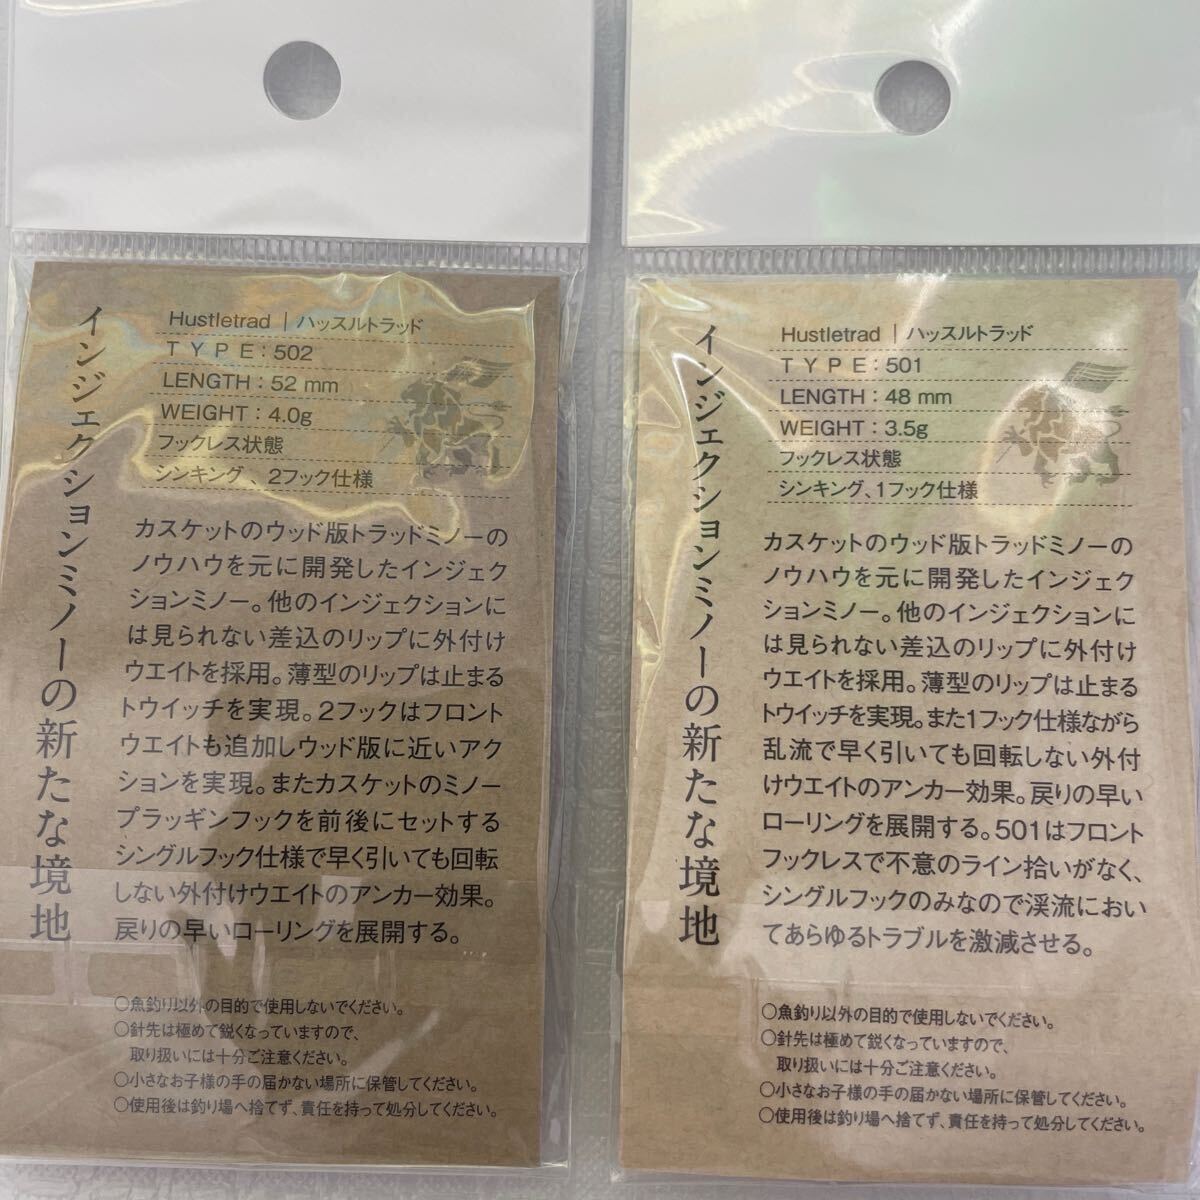 インジェクションミノーの新たな境地
Hustletrad | ハッスルトラッド
TYPE : 502
LENGTH : 52 mm
WEIGHT : 4.0g
フックレス状態
シンキング、2フック仕様
カスケットのウッド版トラッドミノーの
ノウハウを元に開発したインジェク
ションミノー。他のインジェクションに
は見られない差込のリップに外付け
ウエイトを採用。薄型のリップは止まる
トウイッチを実現。2フックはフロント
ウエイトも追加しウッド版に近いアク
ションを実現。またカスケットのミノー
プラッギンフックを前後にセットする
シングルフック仕様で早く引いても回転
しない外付けウエイトのアンカー効果。
戻りの早いローリングを展開する。
○魚釣り以外の目的で使用しないでください。
○針先は極めて鋭くなっていますので、
取り扱いには十分ご注意ください。
○小さなお子様の手の届かない場所に保管してください。
○使用後は釣り場へ捨てず、責任を持って処分してください。
インジェクションミノーの新たな境地
Hustletrad | ハッスルトラッド
TYPE : 501
LENGTH : 48 mm
WEIGHT : 3.5g
フックレス状態
シンキング、1フック仕様
カスケットのウッド版トラッドミノーの
ノウハウを元に開発したインジェク
ションミノー。他のインジェクションに
は見られない差込のリップに外付け
ウエイトを採用。薄型のリップは止まる
トウイッチを実現。また1フック仕様ながら
乱流で早く引いても回転しない外付
けウエイトのアンカー効果。戻りの早い
ローリングを展開する。501はフロント
フックレスで不意のライン拾いがなく、
シングルフックのみなので渓流におい
てあらゆるトラブルを激減させる。
○魚釣り以外の目的で使用しないでください。
○針先は極めて鋭くなっていますので、
取り扱いには十分ご注意ください。
○小さなお子様の手の届かない場所に保管してください。
○使用後は釣り場へ捨てず、責任を持って処分してください。